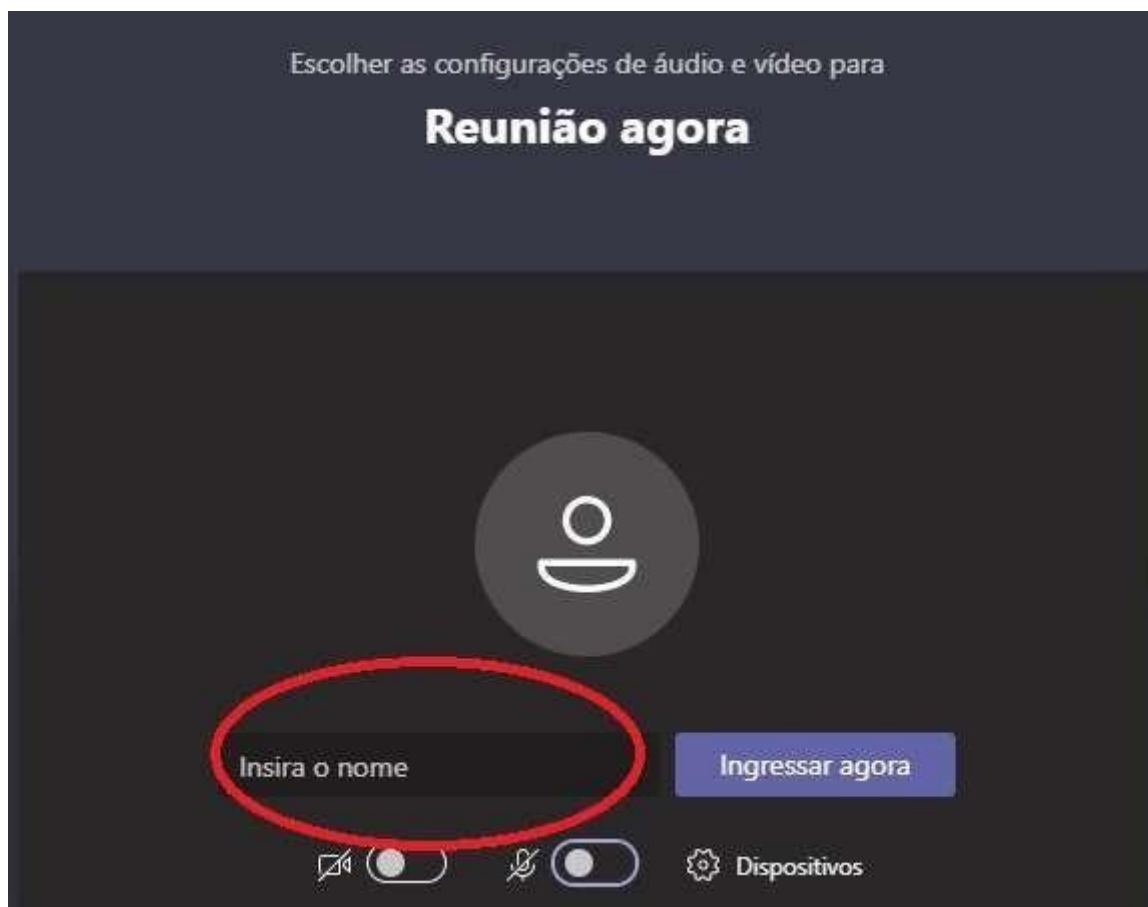 Escolher as configurações de áudio e vídeo para
Reunião agora
Insira o nome
Ingressar agora
Dispositivos